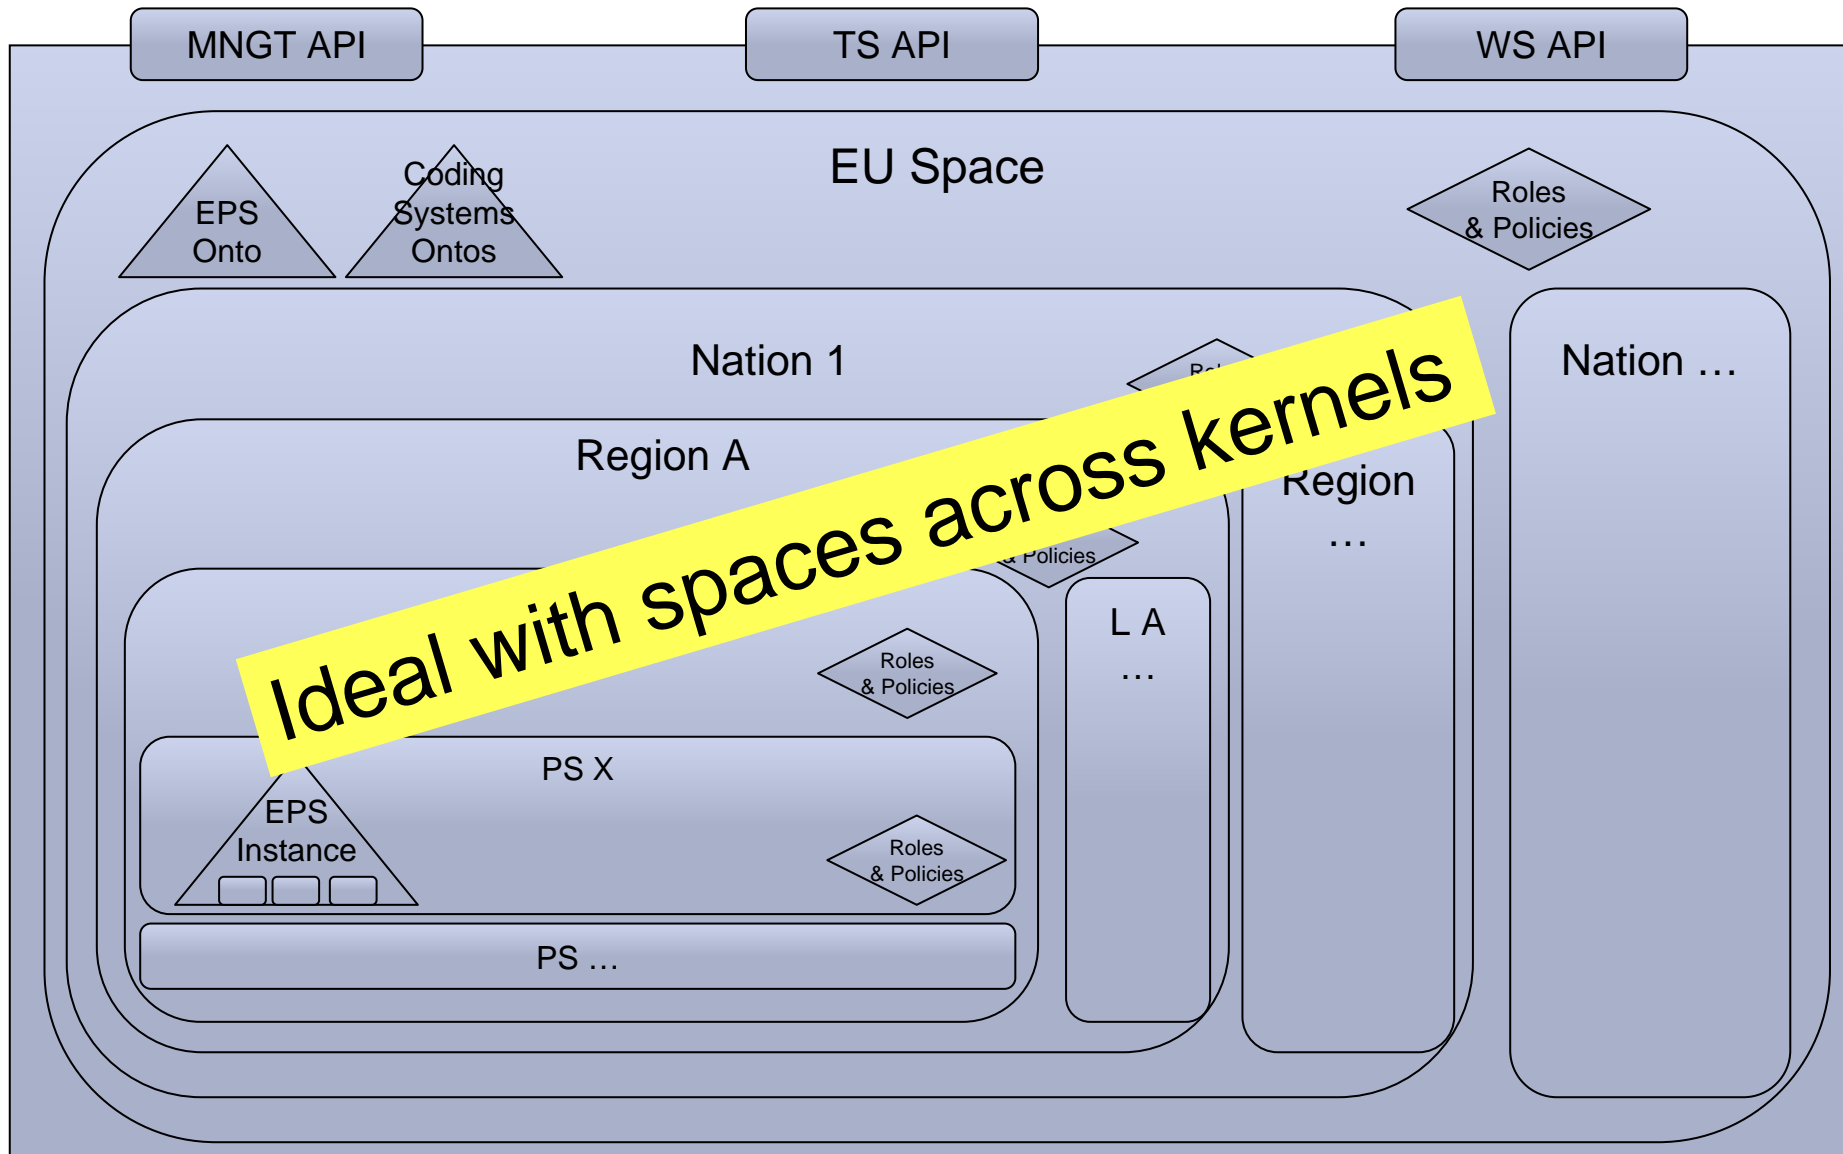 MNGT API
TS API
WS API
EU Space
EPS
Onto
Coding
Systems
Ontos
Roles
& Policies
Nation 1
Nation …
Region A
Region
…
& Policies
Ideal with spaces across kernels
L A
…
Roles
& Policies
PS X
EPS
Instance
Roles
& Policies
PS …